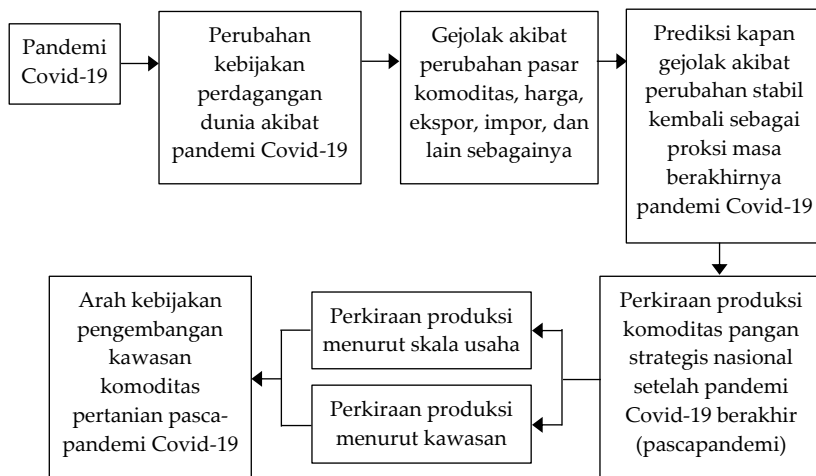 Pandemi
Covid-19
Perubahan
kebijakan
perdagangan
dunia akibat
pandemi Covid-19
Gejolak akibat
perubahan pasar
komoditas, harga,
ekspor, impor, dan
lain sebagainya
Prediksi kapan
gejolak akibat
perubahan stabil
kembali sebagai
proksi masa
berakhirnya
pandemi Covid-19
Perkiraan produksi
komoditas pangan
strategis nasional
setelah pandemi
Covid-19 berakhir
(pascapandemi)
Perkiraan produksi
menurut skala usaha
Perkiraan produksi
menurut kawasan
Arah kebijakan
pengembangan
kawasan
komoditas
pertanian pasca-
pandemi Covid-19